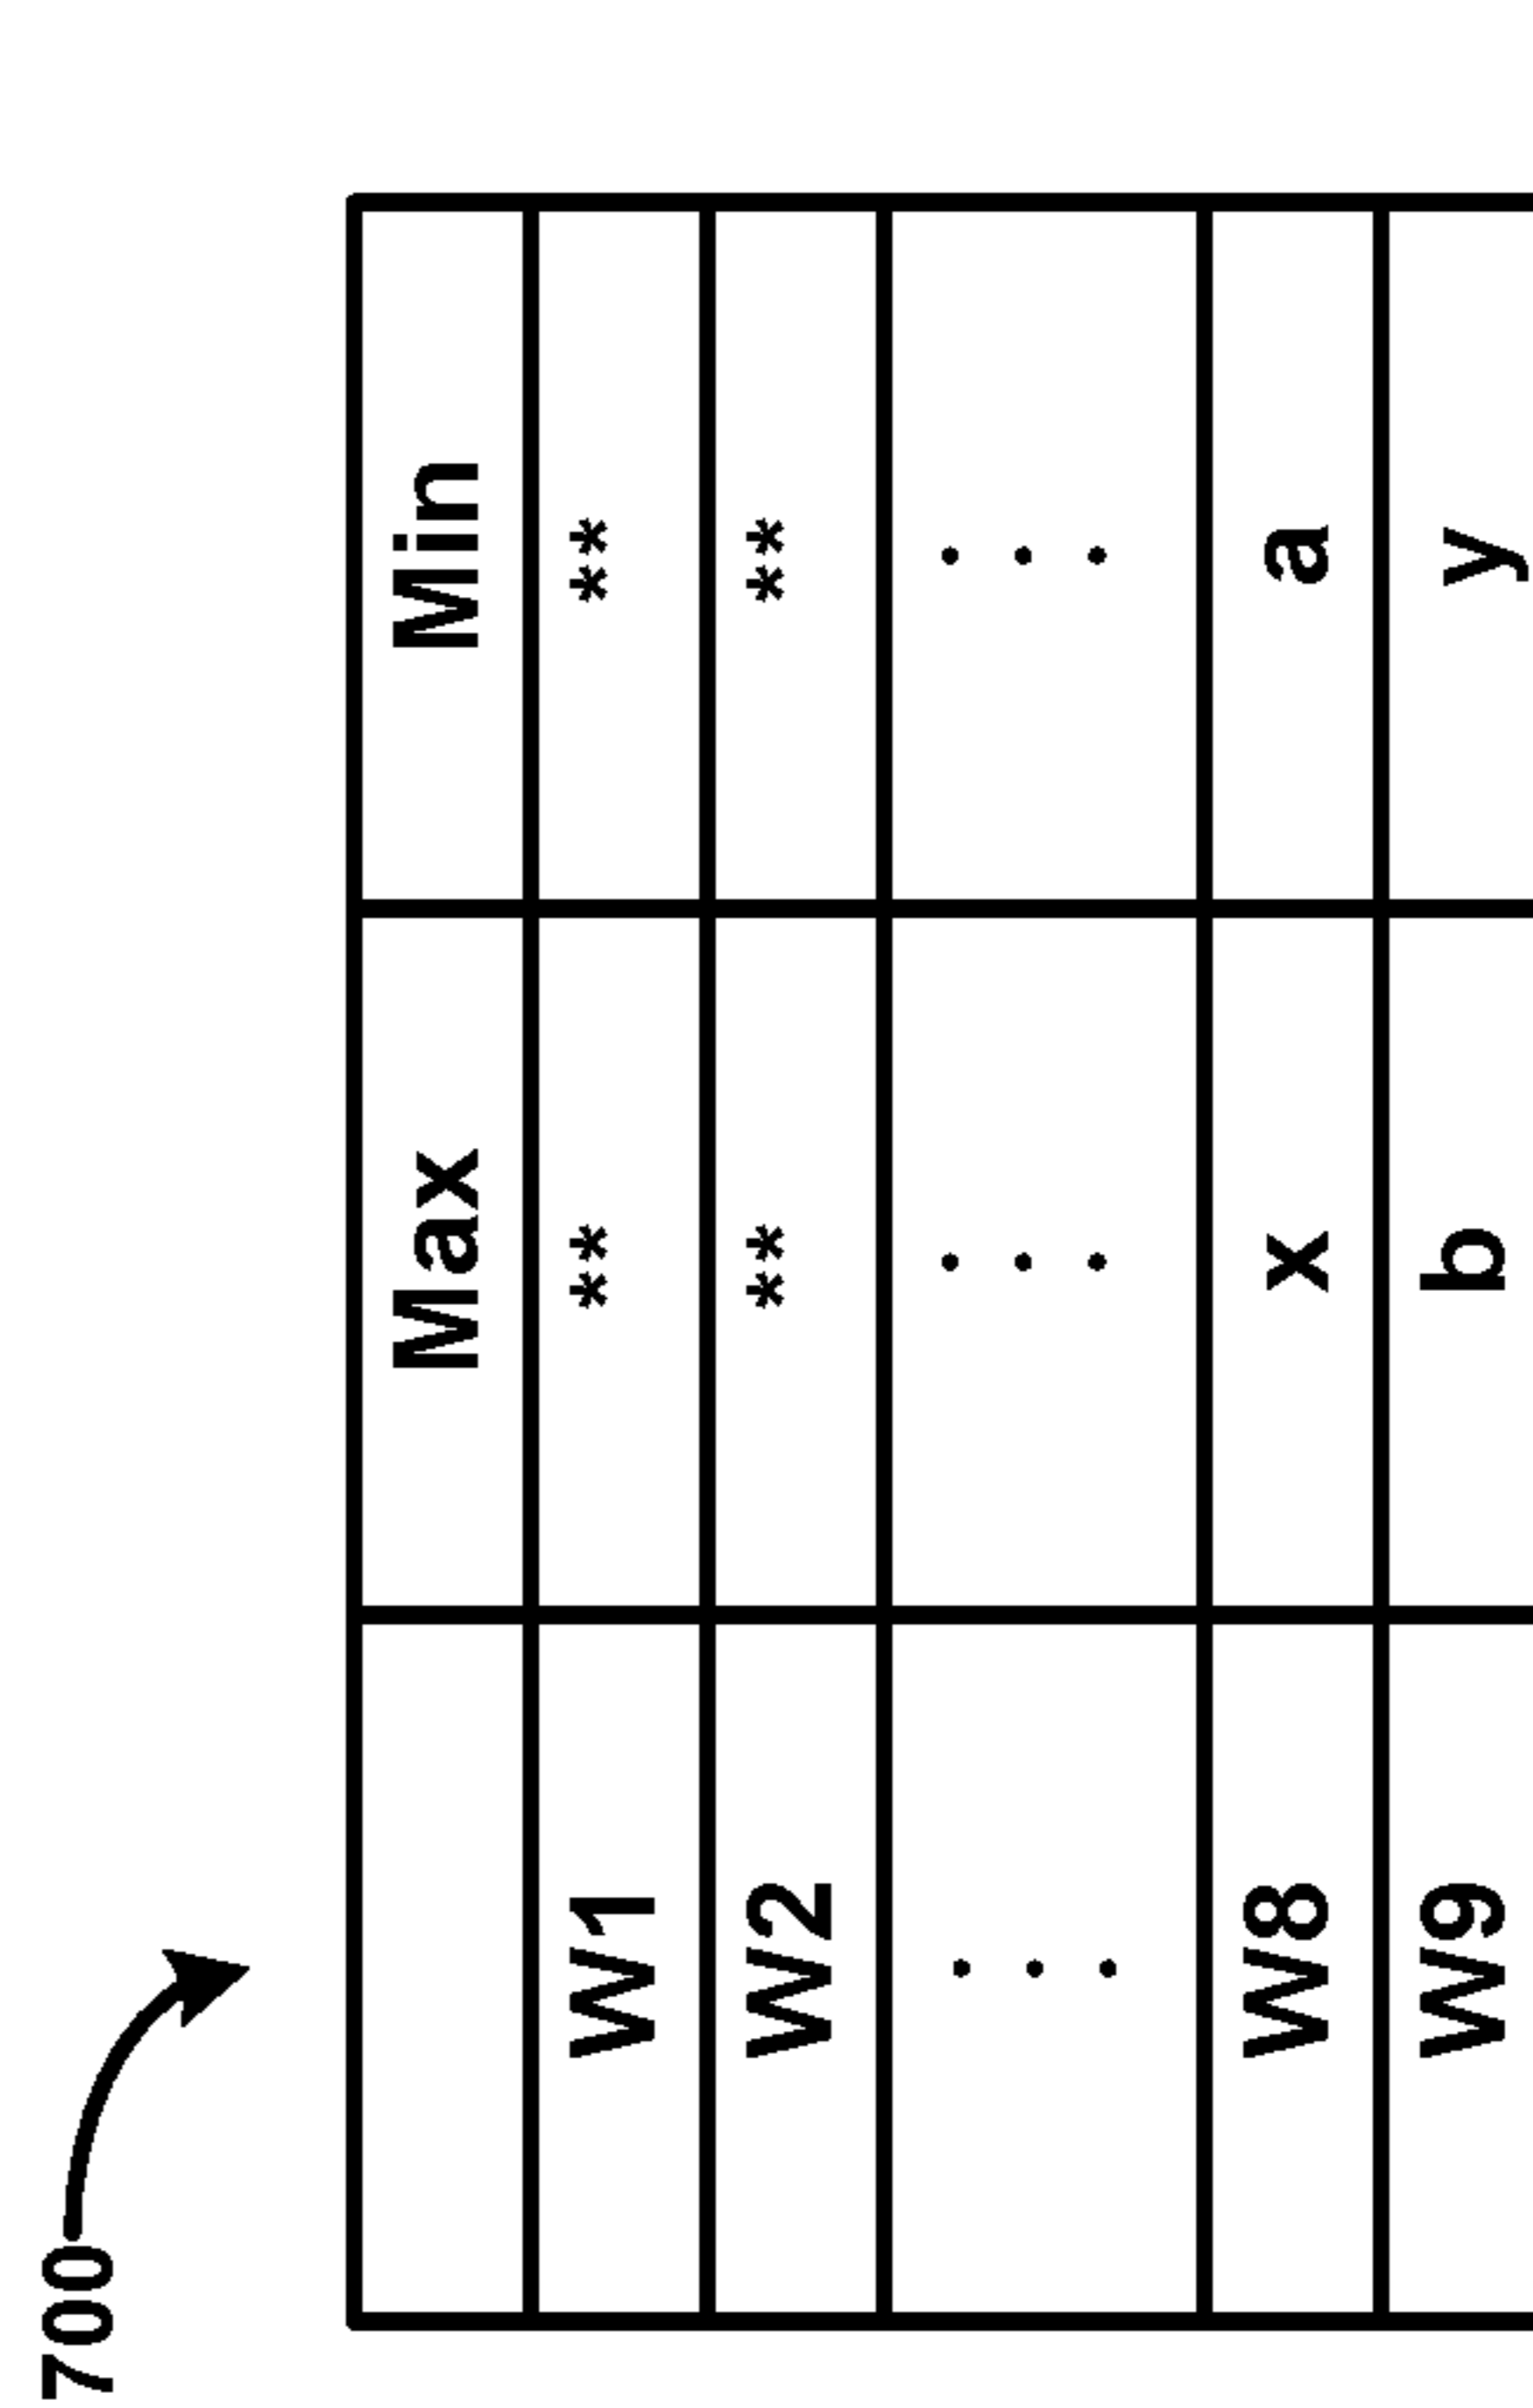 700
Max Min
W1 ** **
W2 ** **
. . .
. . .
. . .
W8 x a
W9 b y